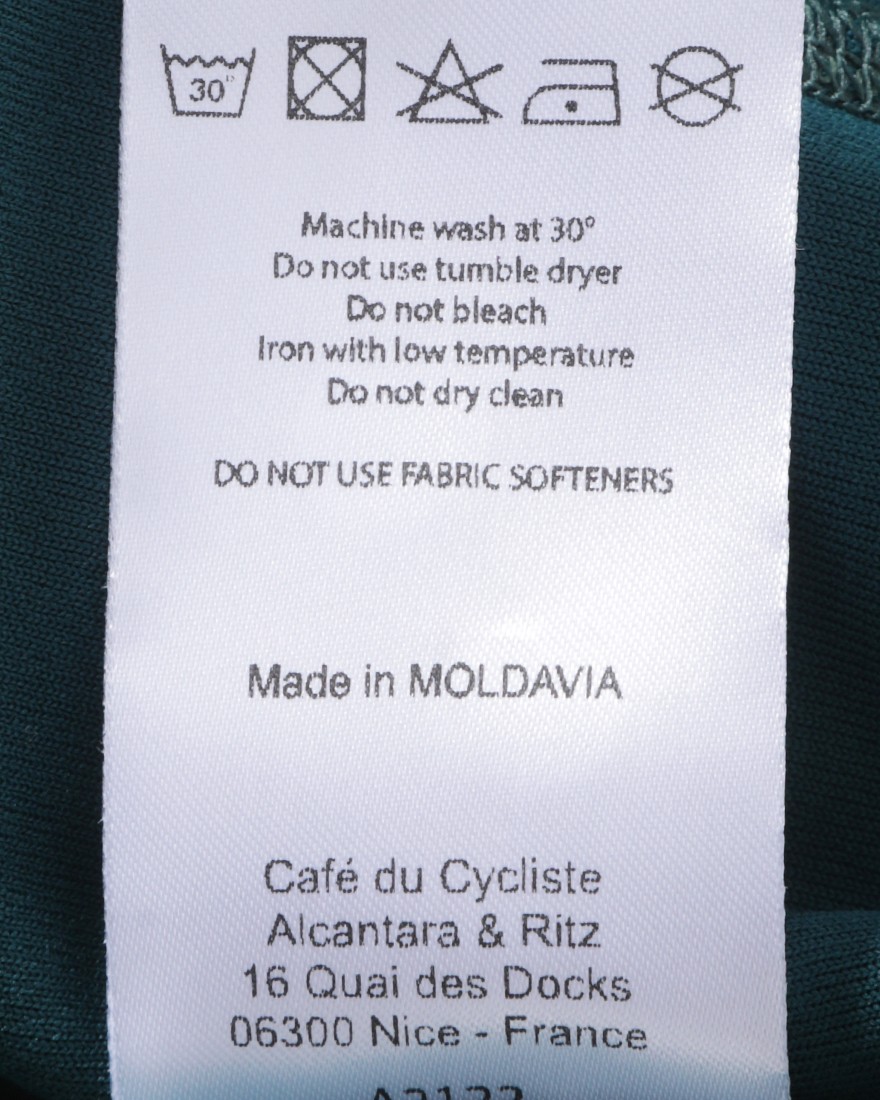 30°
Machine wash at 30°
Do not use tumble dryer
Do not bleach
Iron with low temperature
Do not dry clean
DO NOT USE FABRIC SOFTENERS
Made in MOLDAVIA
Café du Cycliste
Alcantara & Ritz
16 Quai des Docks
06300 Nice - France